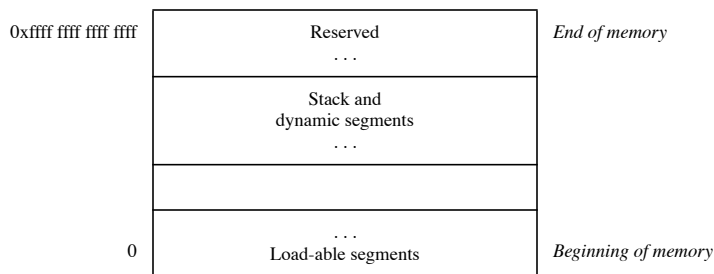 0xffff ffff ffff ffff Reserved End of memory
. . .
Stack and
dynamic segments
. . .
. . .
0 Load-able segments Beginning of memory